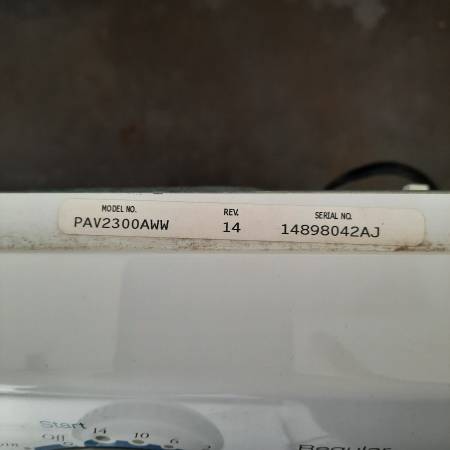 MODEL NO. REV. SERIAL NO.
PAV2300AWW 14 14898042AJ
Start
Off 14 10 6
Regular